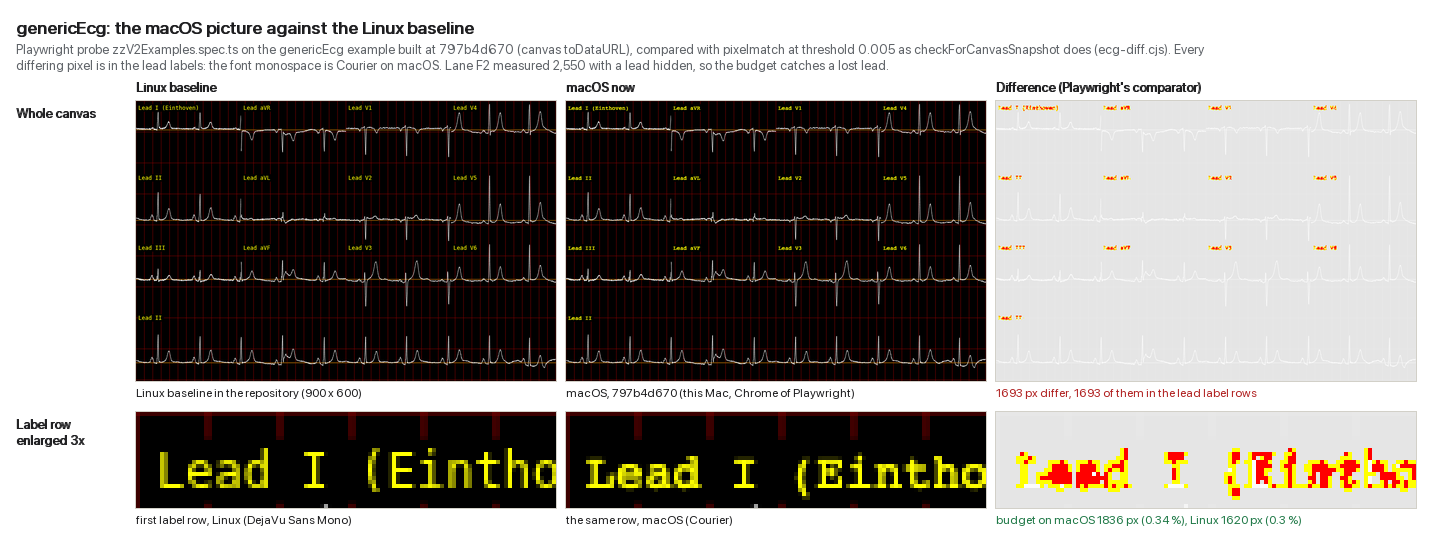 genericEcg: the macOS picture against the Linux baseline
Playwright probe zzV2Examples.spec.ts on the genericEcg example built at 797b4d670 (canvas toDataURL), compared with pixelmatch at threshold 0.005 as checkForCanvasSnapshot does (ecg-diff.cjs). Every
differing pixel is in the lead labels: the font monospace is Courier on macOS. Lane F2 measured 2,550 with a lead hidden, so the budget catches a lost lead.
Linux baseline
macOS now
Difference (Playwright's comparator)
Whole canvas
Lead I (Einthoven) Lead aVR Lead V1 Lead V4
Lead II Lead aVL Lead V2 Lead V5
Lead III Lead aVF Lead V3 Lead V6
Lead II
Lead I (Einthoven) Lead aVR Lead V1 Lead V4
Lead II Lead aVL Lead V2 Lead V5
Lead III Lead aVF Lead V3 Lead V6
Lead II
Linux baseline in the repository (900 x 600)
macOS, 797b4d670 (this Mac, Chrome of Playwright)
1693 px differ, 1693 of them in the lead label rows
Label row
enlarged 3x
Lead I (Eintho
Lead I (Eintho
first label row, Linux (DejaVu Sans Mono)
the same row, macOS (Courier)
budget on macOS 1836 px (0.34 %), Linux 1620 px (0.3 %)